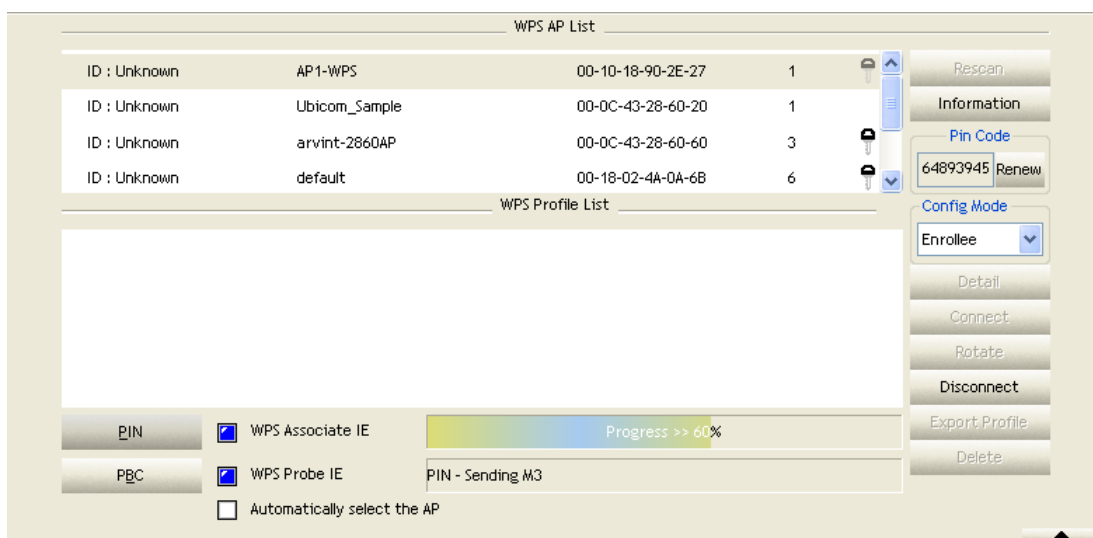 WPS AP List
ID : Unknown AP1-WPS 00-10-18-90-2E-27 1
ID : Unknown Ubicom_Sample 00-0C-43-28-60-20 1
ID : Unknown arvint-2860AP 00-0C-43-28-60-60 3
ID : Unknown default 00-18-02-4A-0A-6B 6
Rescan
Information
Pin Code
64893945 Renew
Config Mode
Enrollee
Detail
Connect
Rotate
Disconnect
Export Profile
Delete
WPS Profile List
PIN WPS Associate IE Progress >> 60%
PBC WPS Probe IE PIN - Sending M3
Automatically select the AP